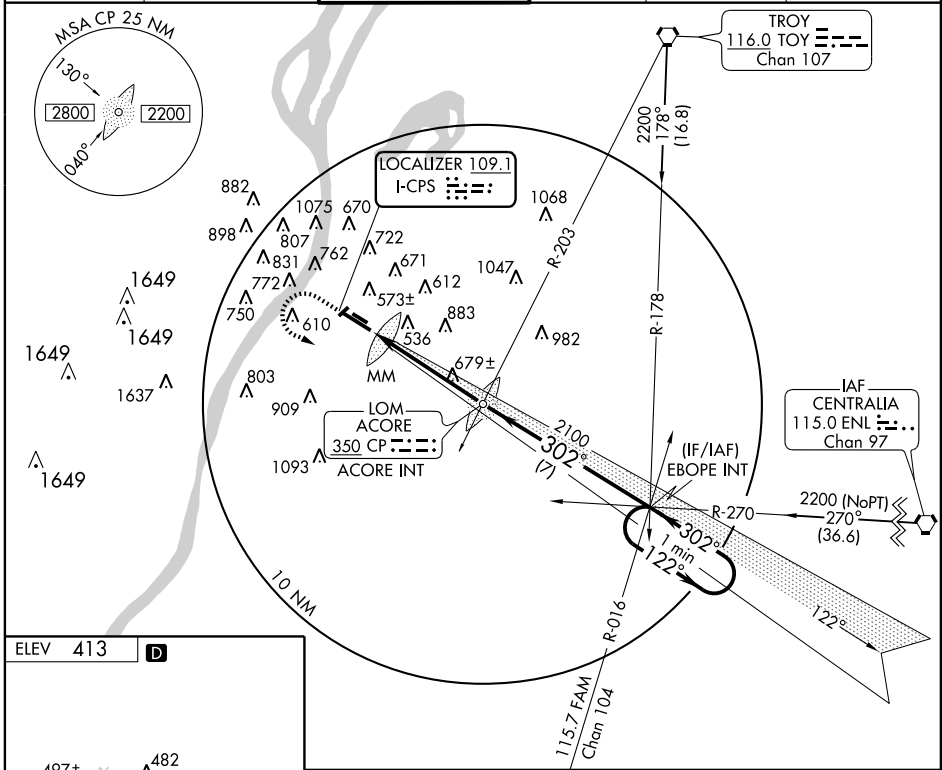 MSA CP 25 NM
130°
2800
2200
040°
TROY
116.0 TOY
Chan 107
2200
178°
(16.8)
LOCALIZER 109.1
I-CPS
882
1075
670
1068
898
807
722
R-203
831
762
671
1047
612
R-178
1649
772
573±
750
610
883
536
982
1649
1649
679±
MM
1637
803
909
IAF
CENTRALIA
115.0 ENL
Chan 97
LOM
ACORE
350 CP
ACORE INT
2100
302°
(7)
(IF/IAF)
EBOPE INT
1093
1649
2200 (NoPT)
270°
(36.6)
R-270
302°
1 min
122°
10 NM
122°
R-016
115.7 FAM
Chan 104
ELEV 413
D
482
497±